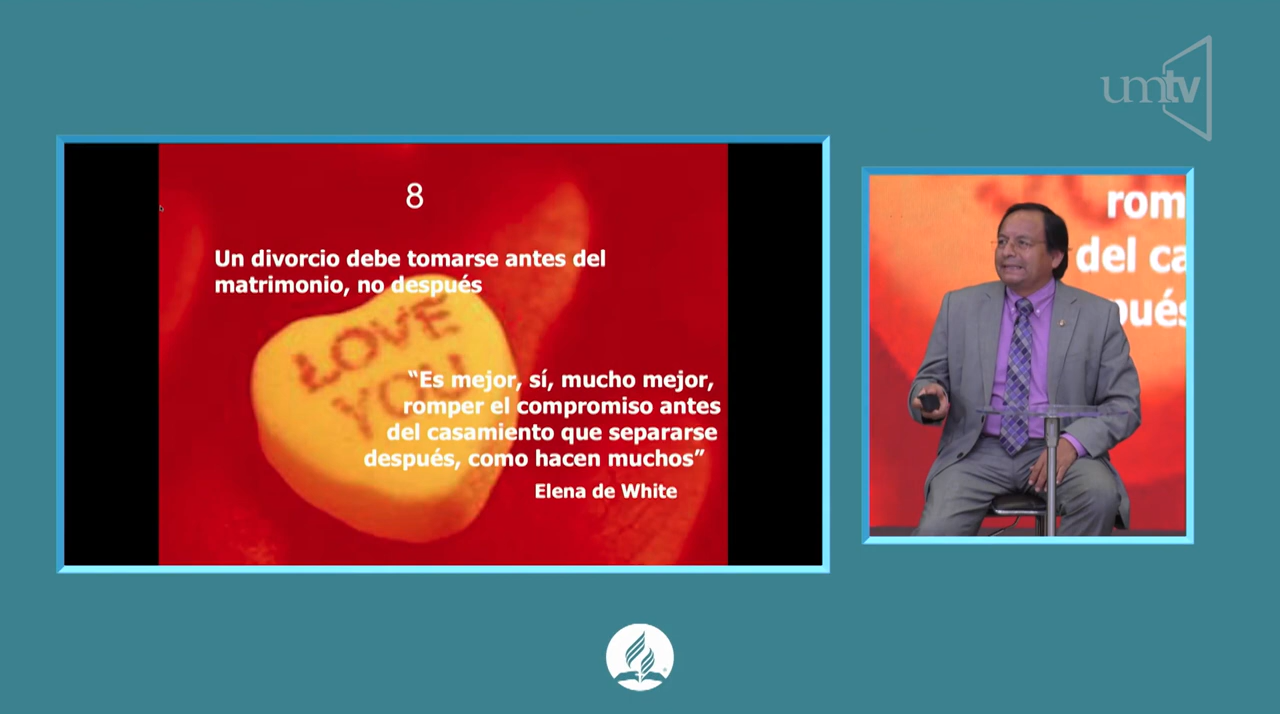 umtv
8
Un divorcio debe tomarse antes del
matrimonio, no después
LOVE
YOU
“Es mejor, sí, mucho mejor,
romper el compromiso antes
del casamiento que separarse
después, como hacen muchos”
Elena de White
rom
del ca
pués